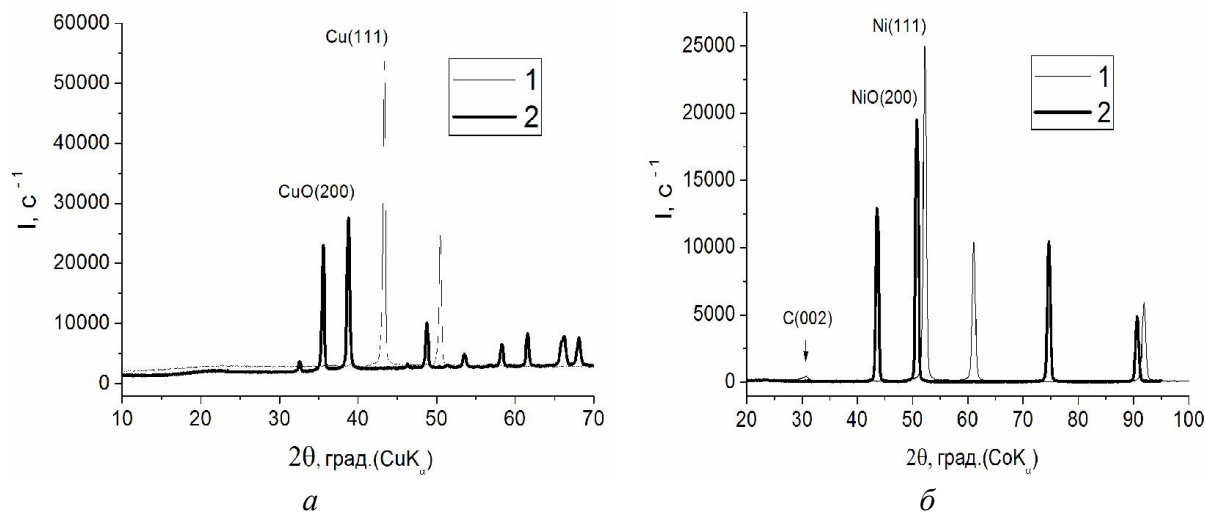 60000
50000
40000
30000
20000
10000
0
I, с -1
Cu(111)
CuO(200)
1
2
10 20 30 40 50 60 70
2θ, град.(CuKα)
а
25000
20000
15000
10000
5000
0
I, с -1
Ni(111)
NiO(200)
C(002)
1
2
20 30 40 50 60 70 80 90 100
2θ, град.(CoKα)
б